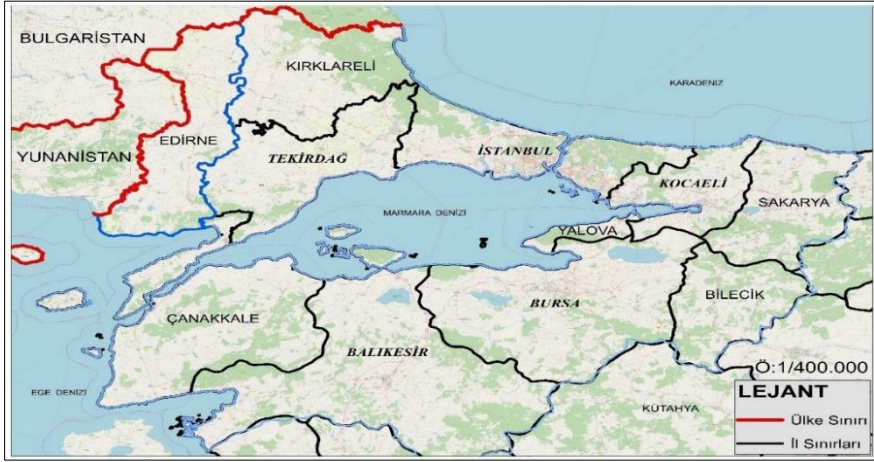 BULGARİSTAN
KIRKLARELİ
KARADENİZ
EDİRNE
YUNANİSTAN
TEKİRDAĞ
İSTANBUL
KOCAELİ
SAKARYA
MARMARA DENİZİ
YALOVA
BİLECİK
ÇANAKKALE
BURSA
BALIKESİR
EGE DENİZİ
KÜTAHYA
Ö:1/400.000
LEJANT
Ülke Sınırı
İl Sınırları